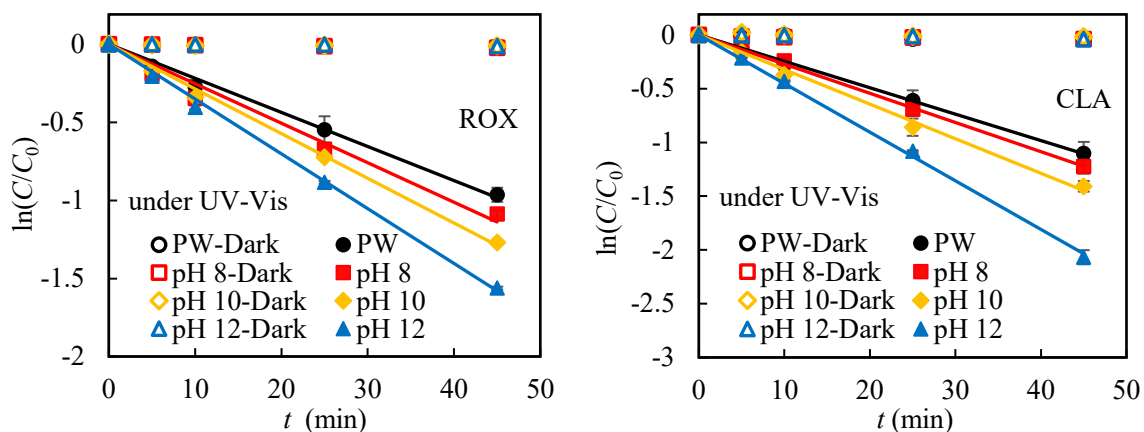 0
-0.5
-1
-1.5
-2
ln(C/C0)
ROX
under UV-Vis
PW-Dark PW
pH 8-Dark pH 8
pH 10-Dark pH 10
pH 12-Dark pH 12
0 10 20 30 40 50
t (min)
0
-0.5
-1
-1.5
-2
-2.5
-3
ln(C/C0)
CLA
under UV-Vis
PW-Dark PW
pH 8-Dark pH 8
pH 10-Dark pH 10
pH 12-Dark pH 12
0 10 20 30 40 50
t (min)